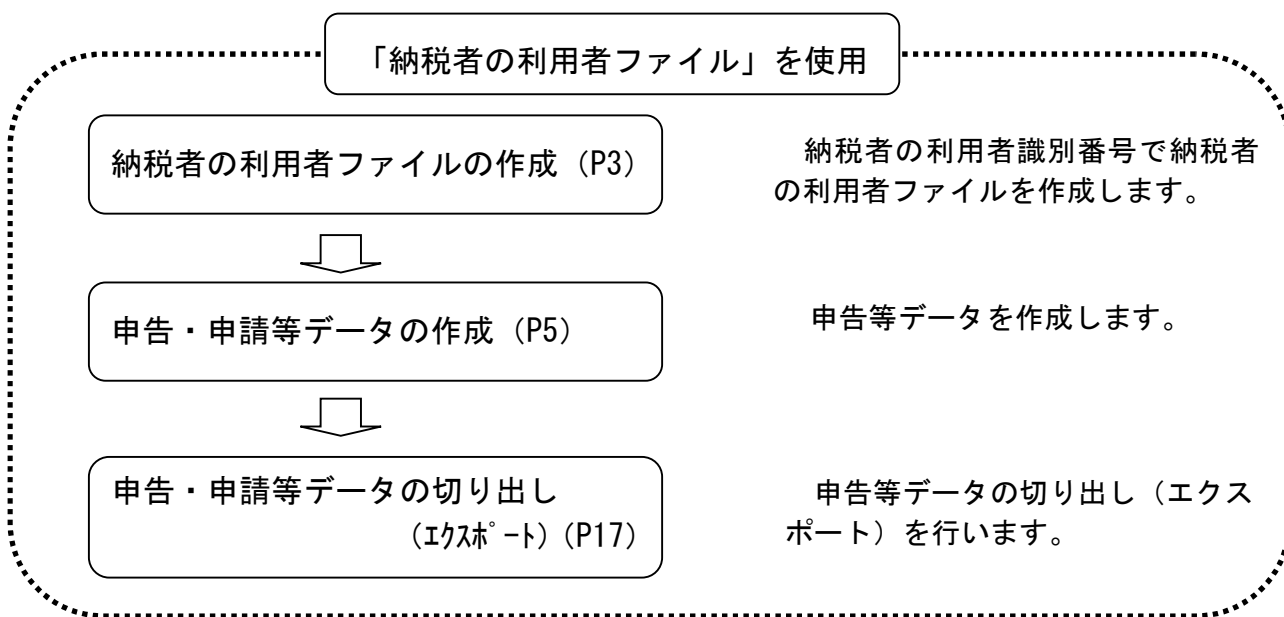 「納税者の利用者ファイル」を使用
納税者の利用者ファイルの作成（P3）
納税者の利用者識別番号で納税者
の利用者ファイルを作成します。
申告・申請等データの作成（P5）
申告等データを作成します。
申告・申請等データの切り出し
（ｴｸｽﾎﾟｰﾄ）（P17）
申告等データの切り出し（エクス
ポート）を行います。